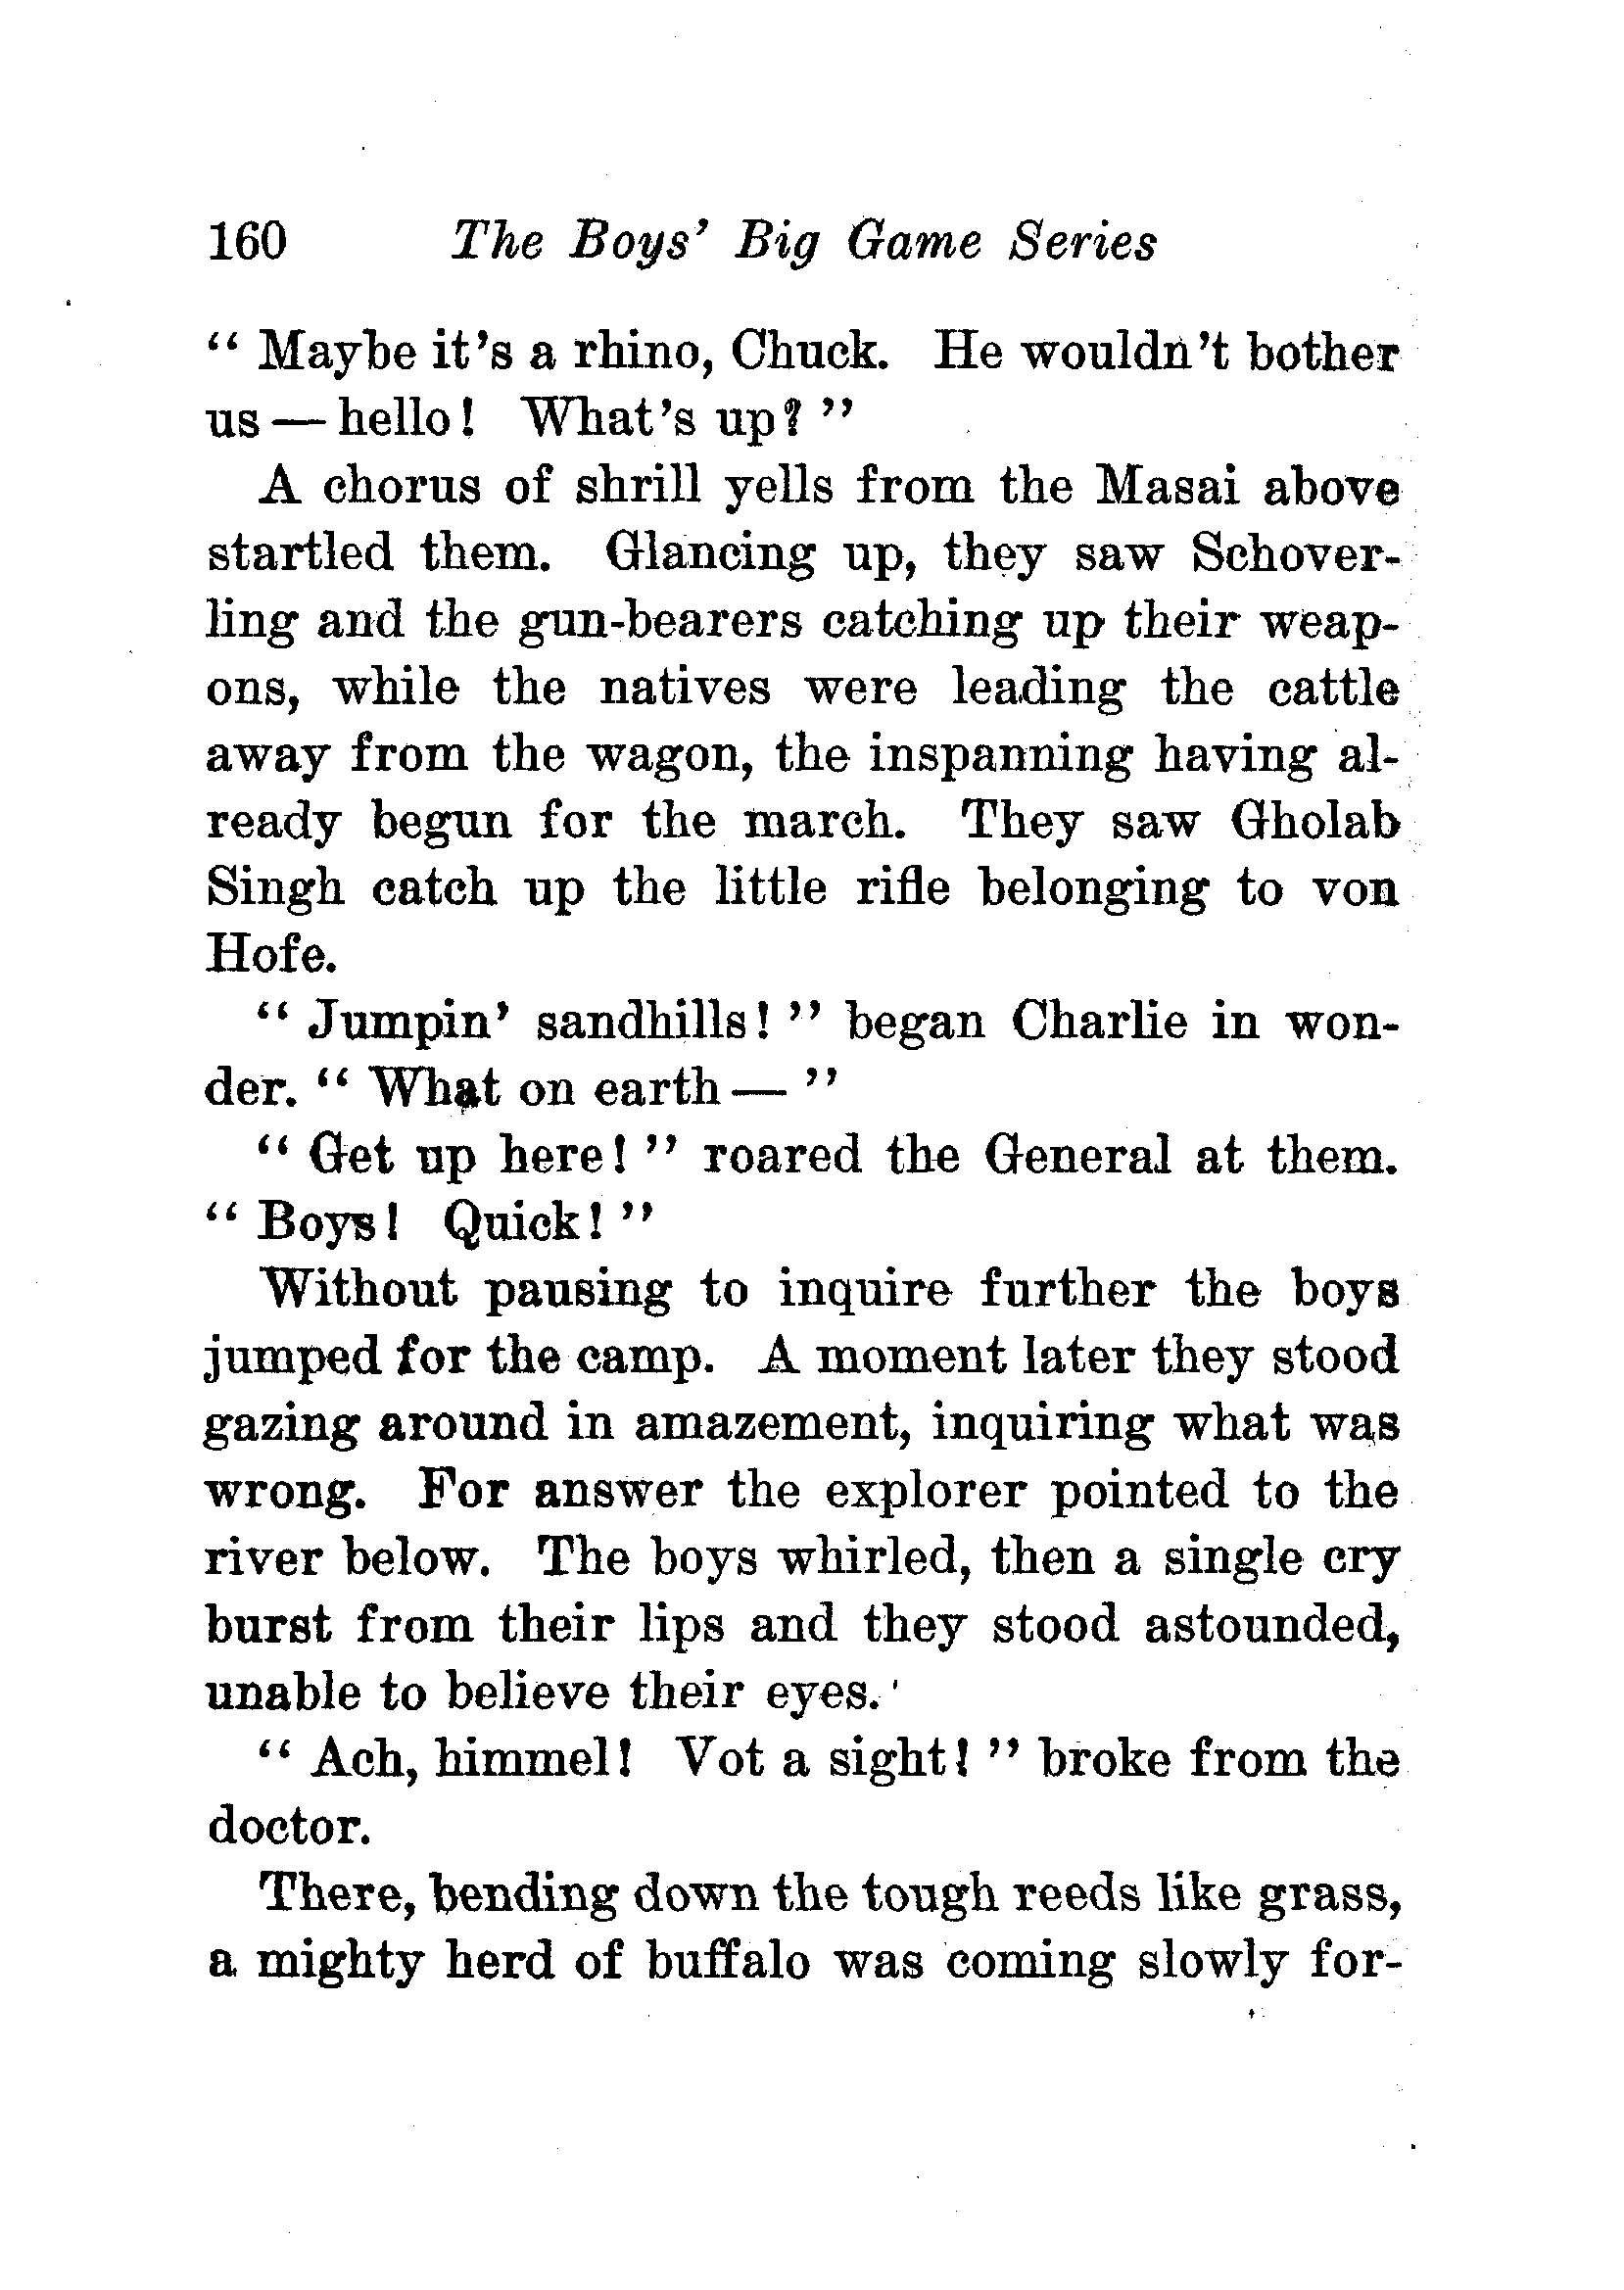 160 The Boys' Big Game Series
" Maybe it's a rhino, Chuck. He wouldn't bother
us — hello! What's up? "
A chorus of shrill yells from the Masai above
startled them. Glancing up, they saw Schover-
ling and the gun-bearers catching up their weap-
ons, while the natives were leading the cattle
away from the wagon, the inspanning having al-
ready begun for the march. They saw Gholab
Singh catch up the little rifle belonging to von
Hofe.
" Jumpin' sandhills! " began Charlie in won-
der. " What on earth — "
" Get up here! " roared the General at them.
" Boys! Quick! "
Without pausing to inquire further the boys
jumped for the camp. A moment later they stood
gazing around in amazement, inquiring what was
wrong. For answer the explorer pointed to the
river below. The boys whirled, then a single cry
burst from their lips and they stood astounded,
unable to believe their eyes.
" Ach, himmel! Vot a sight! " broke from the
doctor.
There, bending down the tough reeds like grass,
a mighty herd of buffalo was coming slowly for-